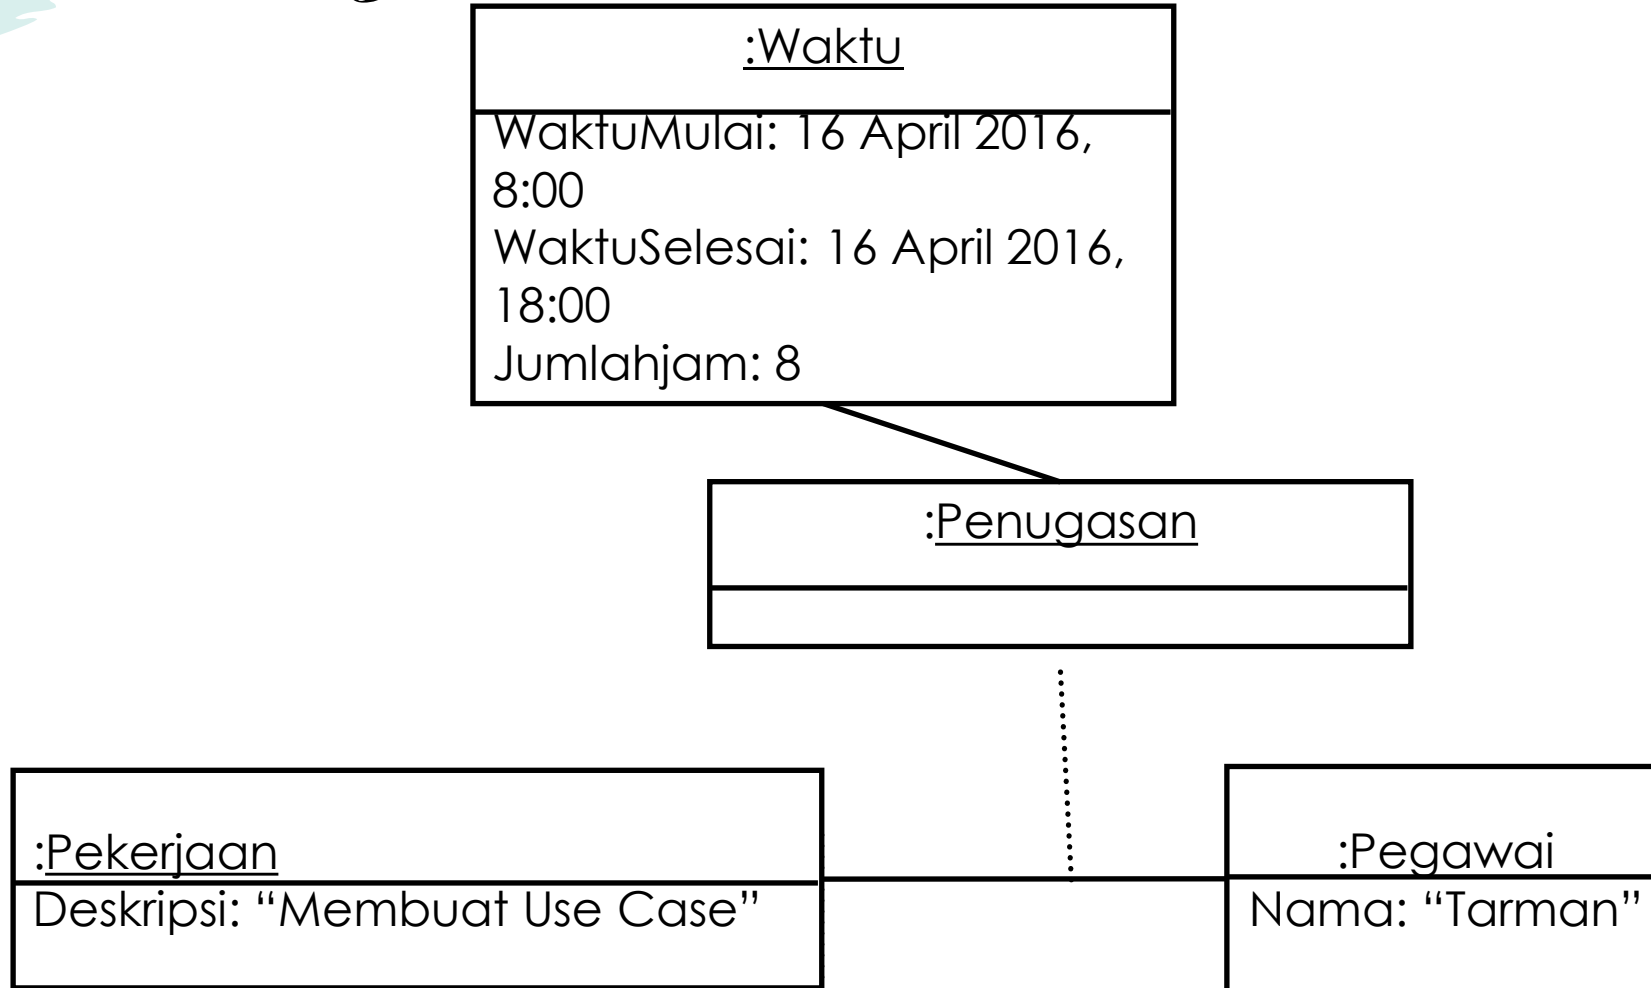 :Waktu
WaktuMulai: 16 April 2016,
8:00
WaktuSelesai: 16 April 2016,
18:00
Jumlahjam: 8
:Penugasan
:Pekerjaan
Deskripsi: “Membuat Use Case”
:Pegawai
Nama: “Tarman”